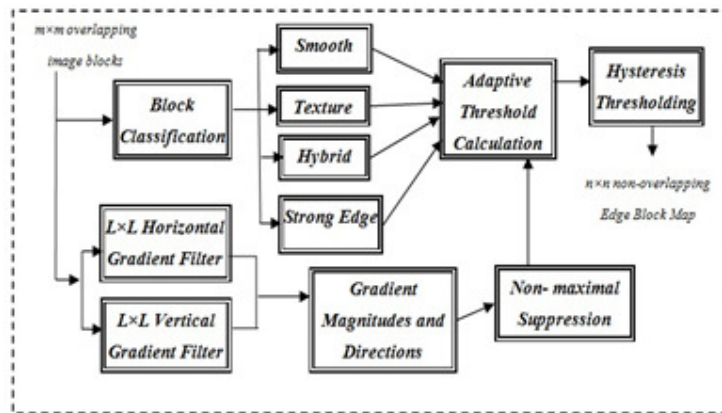 m×m overlapping
image blocks
Block
Classification
Smooth
Texture
Hybrid
Strong Edge
Adaptive
Threshold
Calculation
Hysteresis
Thresholding
n×n non-overlapping
Edge Block Map
L×L Horizontal
Gradient Filter
L×L Vertical
Gradient Filter
Gradient
Magnitudes and
Directions
Non- maximal
Suppression